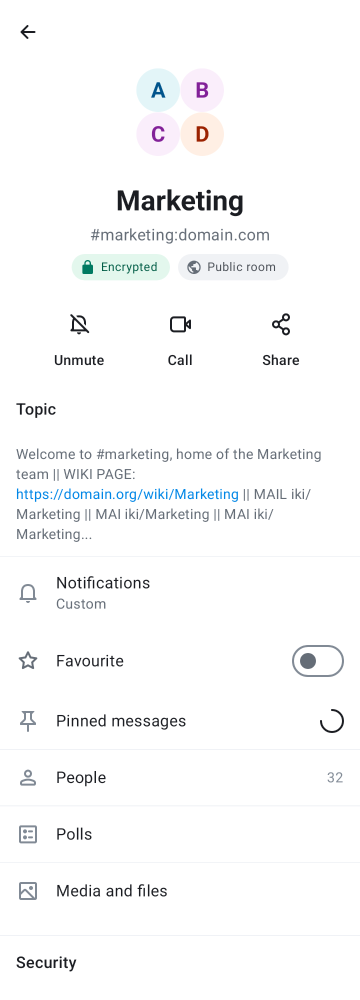 A B
C D
Marketing
#marketing:domain.com
Encrypted Public room
Unmute Call Share
Topic
Welcome to #marketing, home of the Marketing
team || WIKI PAGE:
https://domain.org/wiki/Marketing || MAIL iki/
Marketing || MAI iki/Marketing || MAI iki/
Marketing...
Notifications
Custom
Favourite
Pinned messages
People 32
Polls
Media and files
Security